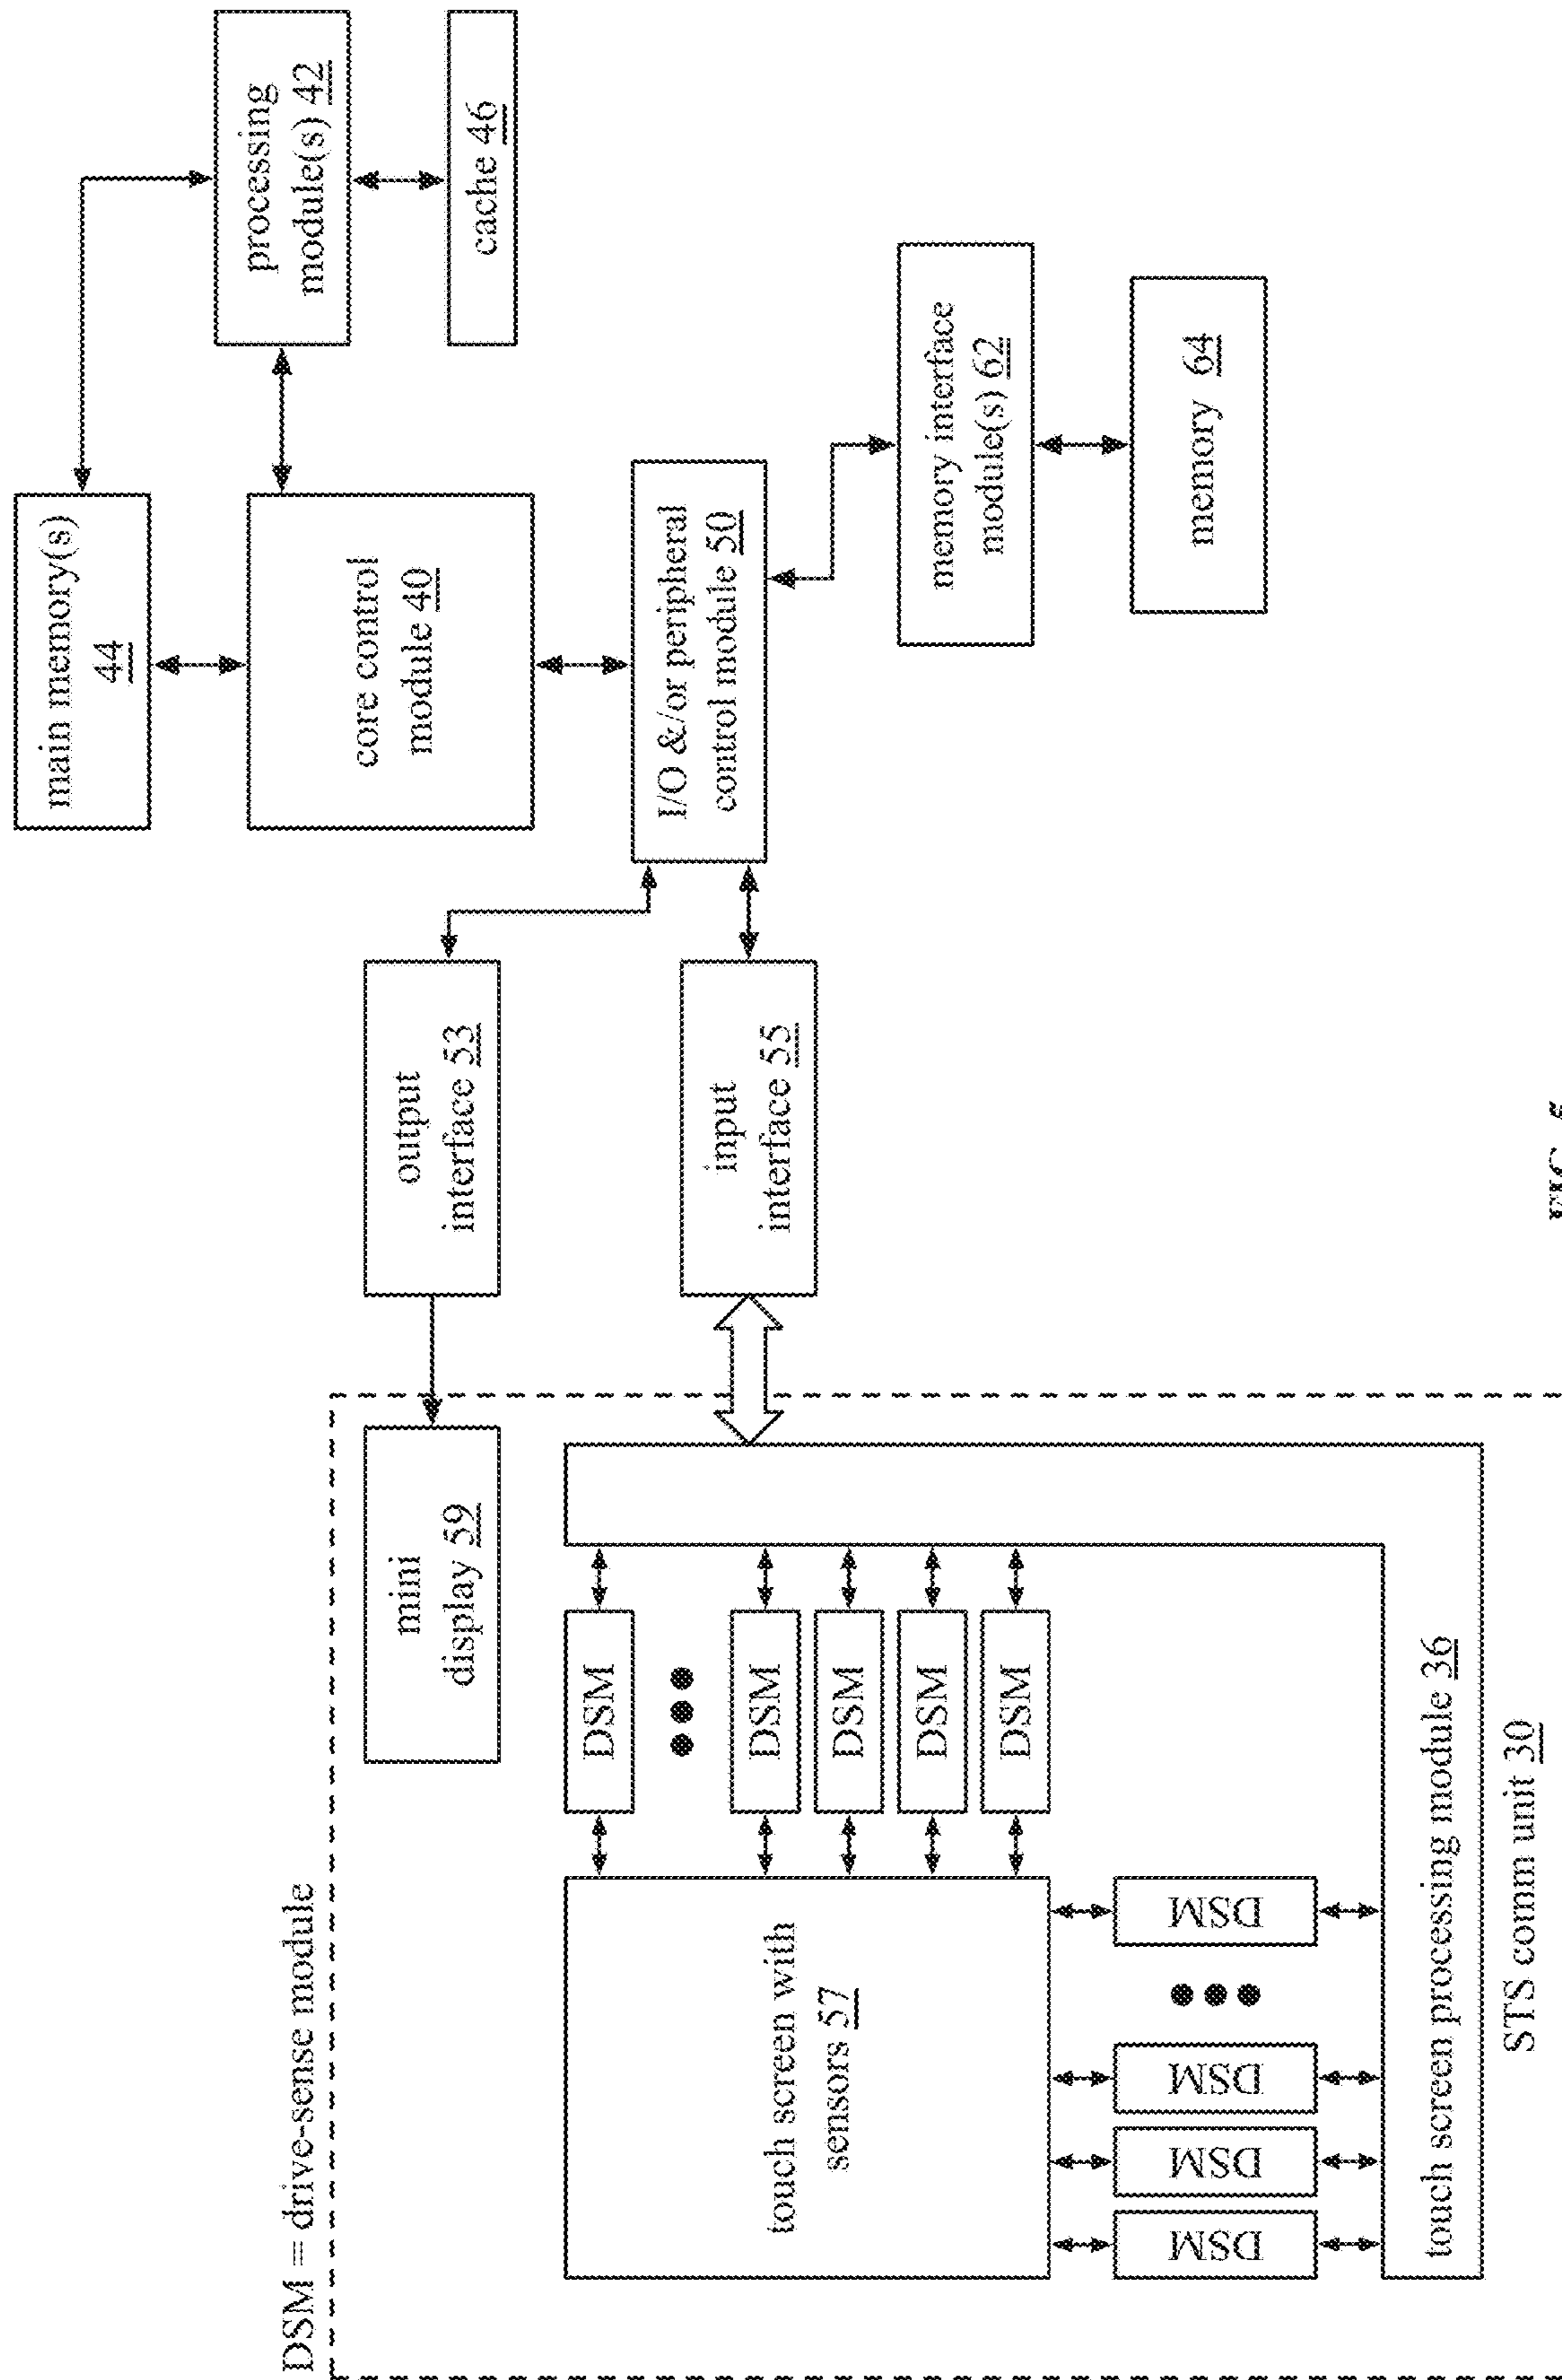 DSM = drive-sense module
main memory(s)
44
processing
module(s) 42
core control
module 40
cache 46
mini
display 59
output
interface 53
I/O &/or peripheral
control module 50
input
interface 55
memory interface
module(s) 62
memory 64
touch screen with
sensors 57
DSM
DSM
DSM
DSM
DSM
DSM
DSM
DSM
DSM
touch screen processing module 36
STS comm unit 30